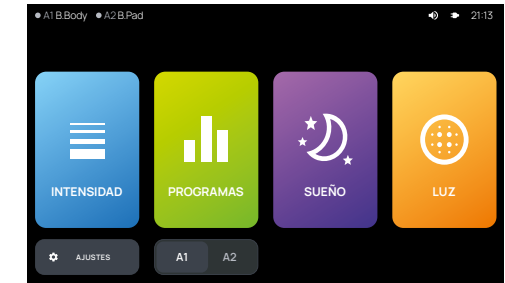 A1 B.Body A2 B.Pad 21:13
INTENSIDAD PROGRAMAS SUEÑO LUZ
AJUSTES A1 A2